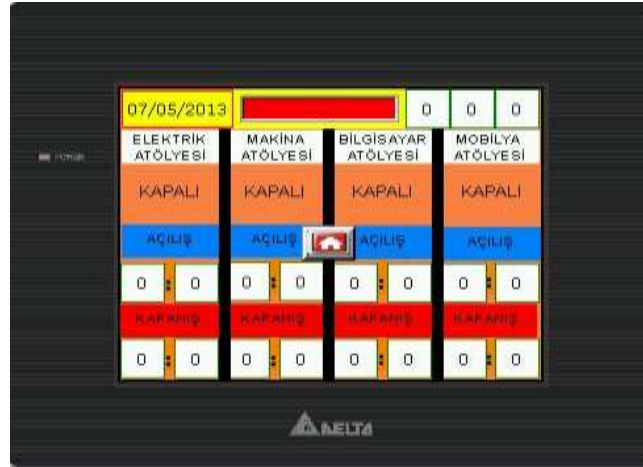 07/05/2013 0 0 0
ELEKTRİK ATÖLYESİ MAKİNA ATÖLYESİ BİLGİSAYAR ATÖLYESİ MOBİLYA ATÖLYESİ
KAPALI KAPALI KAPALI KAPALI
AÇILIŞ AÇILIŞ AÇILIŞ AÇILIŞ
0 : 0 0 : 0 0 : 0 0 : 0
KAPANIŞ KAPANIŞ KAPANIŞ KAPANIŞ
0 : 0 0 : 0 0 : 0 0 : 0
DELTA